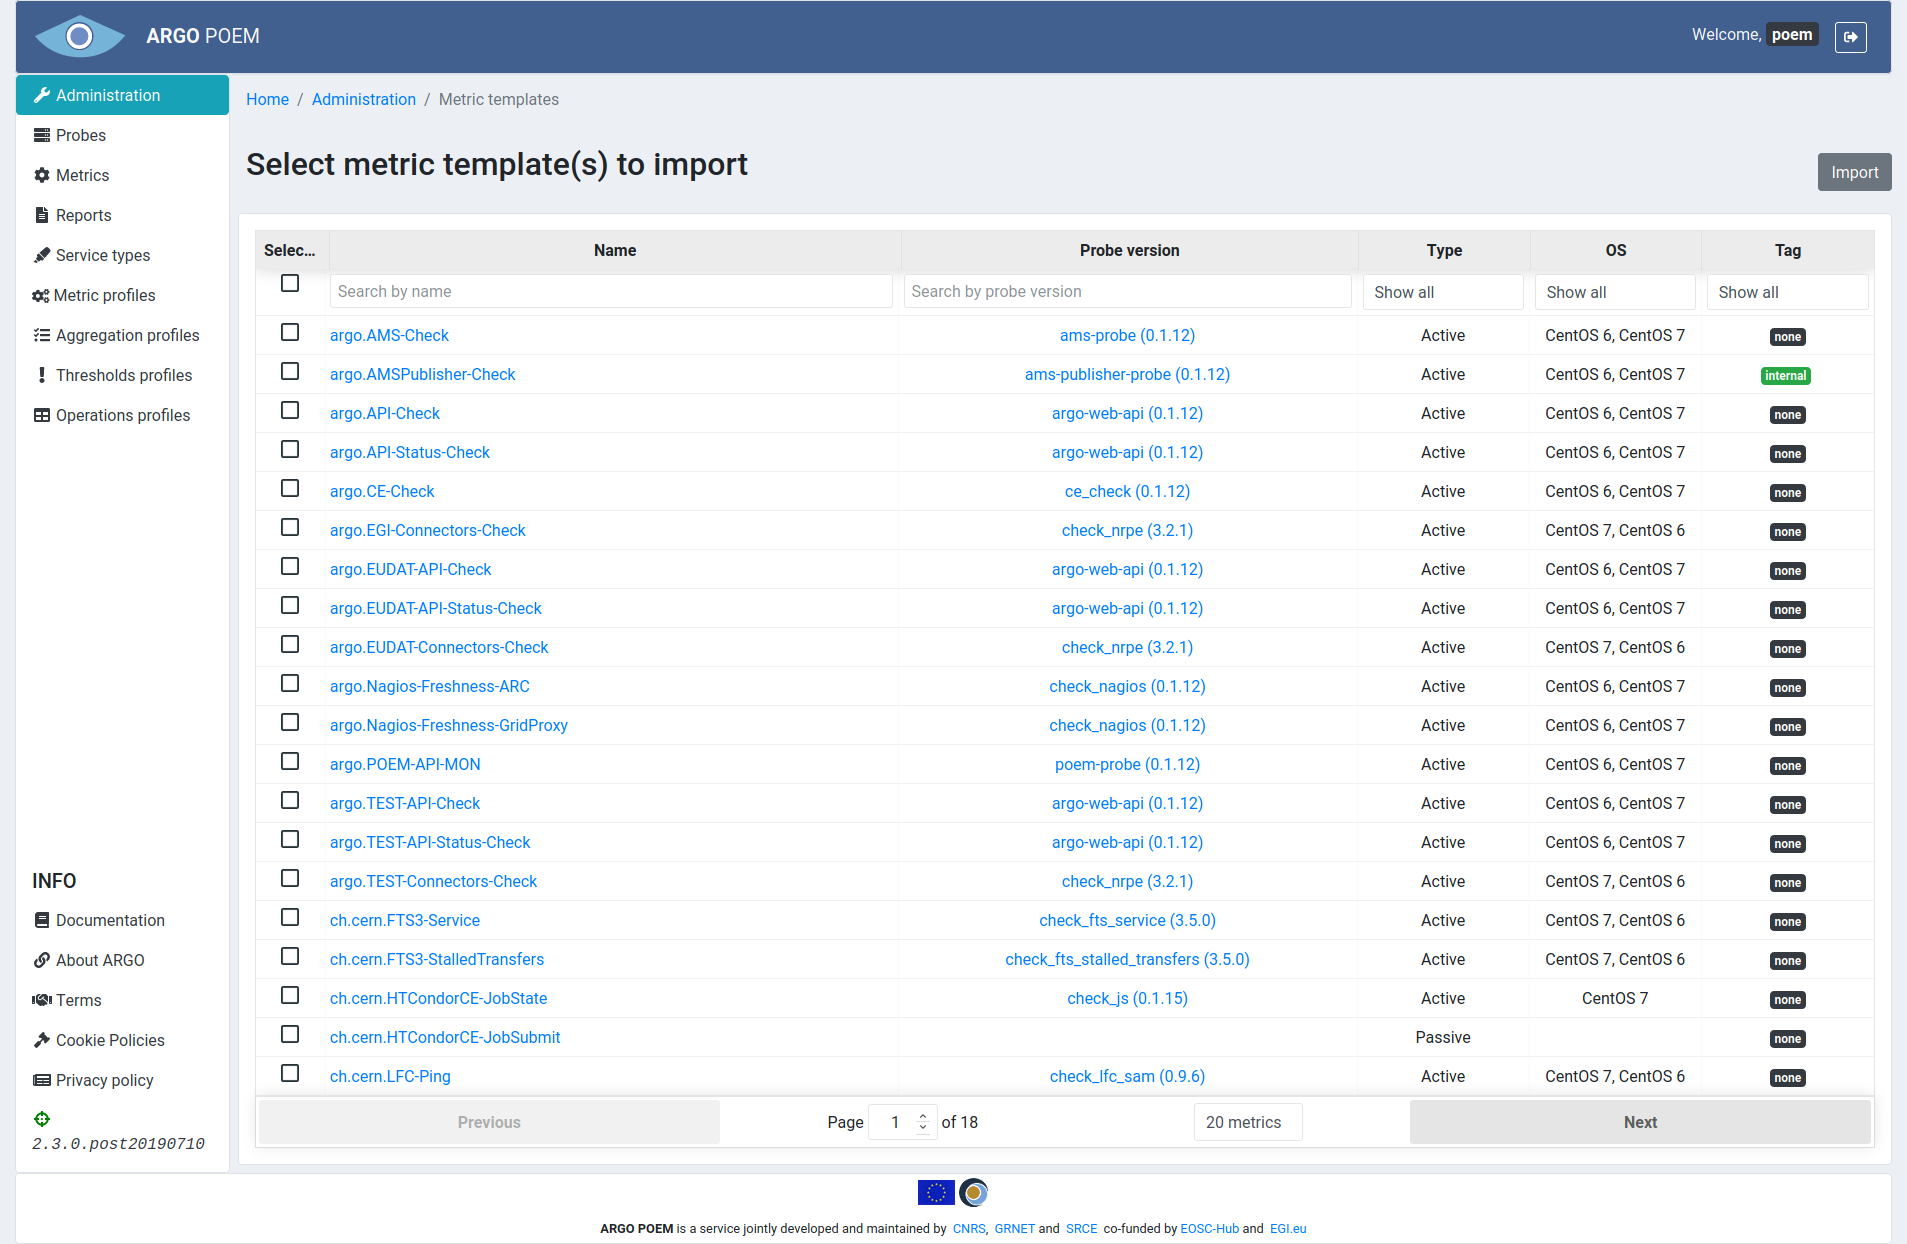 ARGO POEM
Welcome, poem
Administration
Probes
Metrics
Reports
Service types
Metric profiles
Aggregation profiles
Thresholds profiles
Operations profiles
INFO
Documentation
About ARGO
Terms
Cookie Policies
Privacy policy
2.3.0.post20190710
Home / Administration / Metric templates
Select metric template(s) to import
Import
Selec... Name Probe version Type OS Tag
Search by name Search by probe version Show all Show all Show all
argo.AMS-Check ams-probe (0.1.12) Active CentOS 6, CentOS 7 none
argo.AMSPublisher-Check ams-publisher-probe (0.1.12) Active CentOS 6, CentOS 7 internal
argo.API-Check argo-web-api (0.1.12) Active CentOS 6, CentOS 7 none
argo.API-Status-Check argo-web-api (0.1.12) Active CentOS 6, CentOS 7 none
argo.CE-Check ce_check (0.1.12) Active CentOS 6, CentOS 7 none
argo.EGI-Connectors-Check check_nrpe (3.2.1) Active CentOS 7, CentOS 6 none
argo.EUDAT-API-Check argo-web-api (0.1.12) Active CentOS 6, CentOS 7 none
argo.EUDAT-API-Status-Check argo-web-api (0.1.12) Active CentOS 6, CentOS 7 none
argo.EUDAT-Connectors-Check check_nrpe (3.2.1) Active CentOS 7, CentOS 6 none
argo.Nagios-Freshness-ARC check_nagios (0.1.12) Active CentOS 6, CentOS 7 none
argo.Nagios-Freshness-GridProxy check_nagios (0.1.12) Active CentOS 6, CentOS 7 none
argo.POEM-API-MON poem-probe (0.1.12) Active CentOS 6, CentOS 7 none
argo.TEST-API-Check argo-web-api (0.1.12) Active CentOS 6, CentOS 7 none
argo.TEST-API-Status-Check argo-web-api (0.1.12) Active CentOS 6, CentOS 7 none
argo.TEST-Connectors-Check check_nrpe (3.2.1) Active CentOS 7, CentOS 6 none
ch.cern.FTS3-Service check_fts_service (3.5.0) Active CentOS 7, CentOS 6 none
ch.cern.FTS3-StalledTransfers check_fts_stalled_transfers (3.5.0) Active CentOS 7, CentOS 6 none
ch.cern.HTCondorCE-JobState check_js (0.1.15) Active CentOS 7 none
ch.cern.HTCondorCE-JobSubmit Passive none
ch.cern.LFC-Ping check_lfc_sam (0.9.6) Active CentOS 7, CentOS 6 none
Previous Page 1 of 18 20 metrics Next
ARGO POEM is a service jointly developed and maintained by CNRS, GRNET and SRCE co-funded by EOSC-Hub and EGI.eu